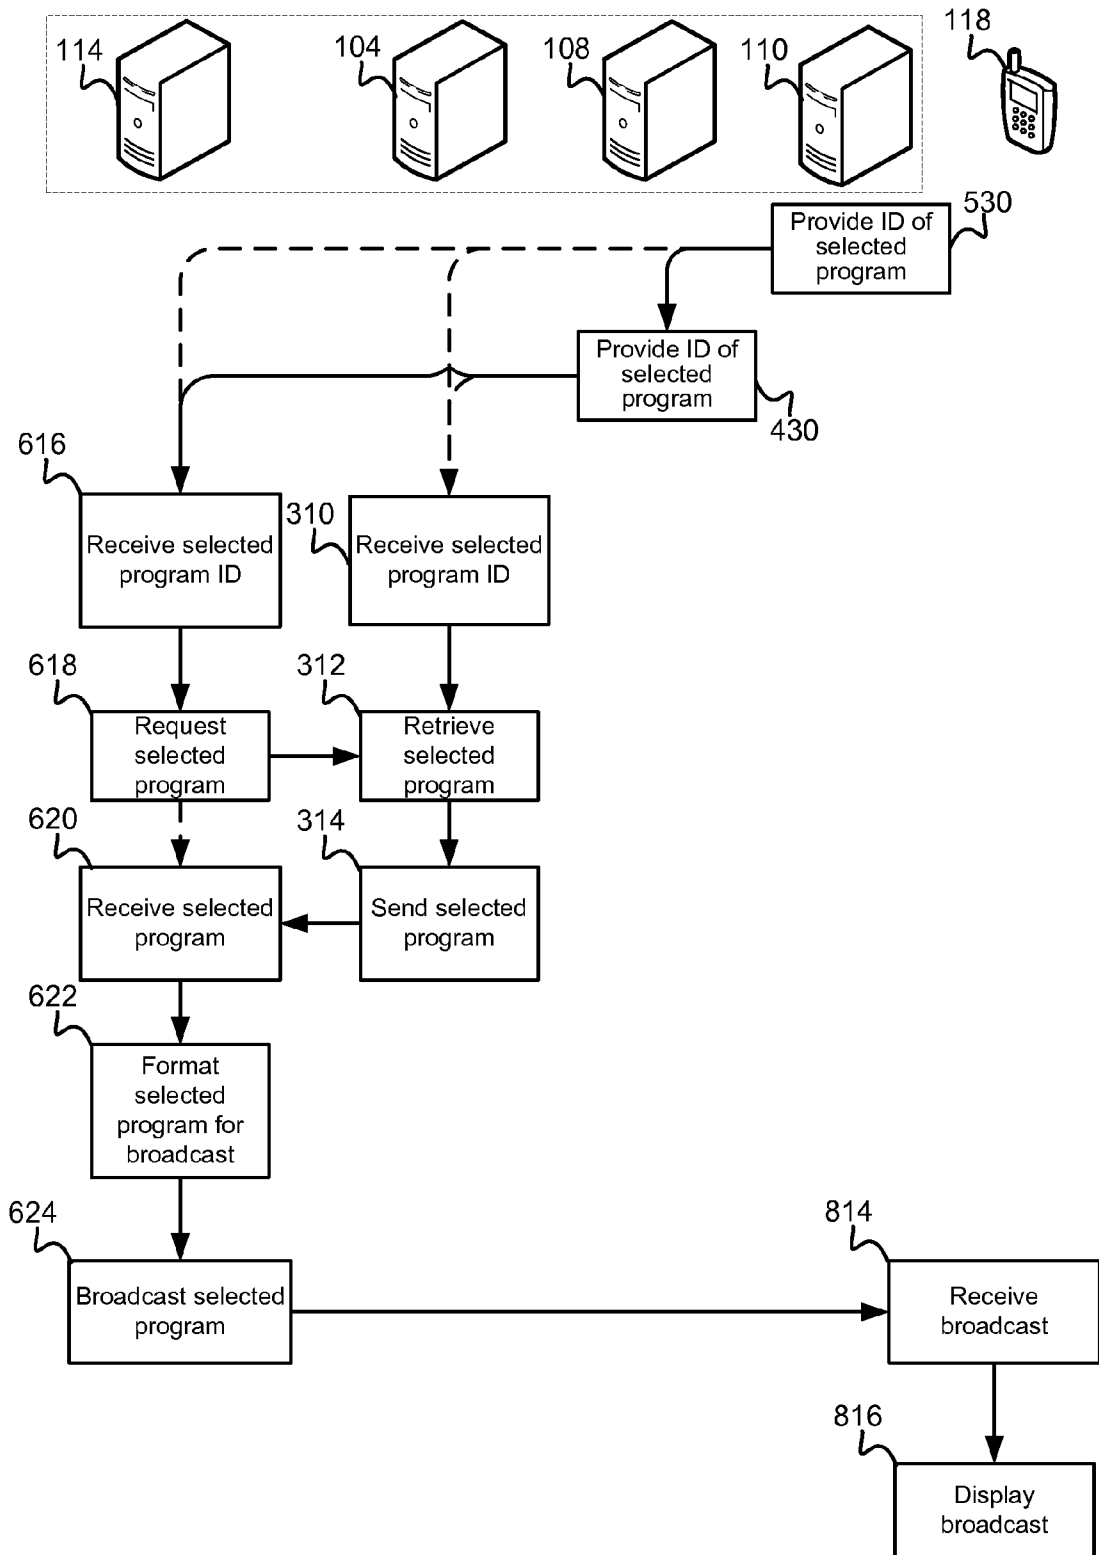 114
104
108
110
118
530
Provide ID of
selected
program
Provide ID of
selected
program
430
616
Receive selected
program ID
310
Receive selected
program ID
618
Request
selected
program
312
Retrieve
selected
program
620
Receive selected
program
314
Send selected
program
622
Format
selected
program for
broadcast
624
Broadcast selected
program
814
Receive
broadcast
816
Display
broadcast